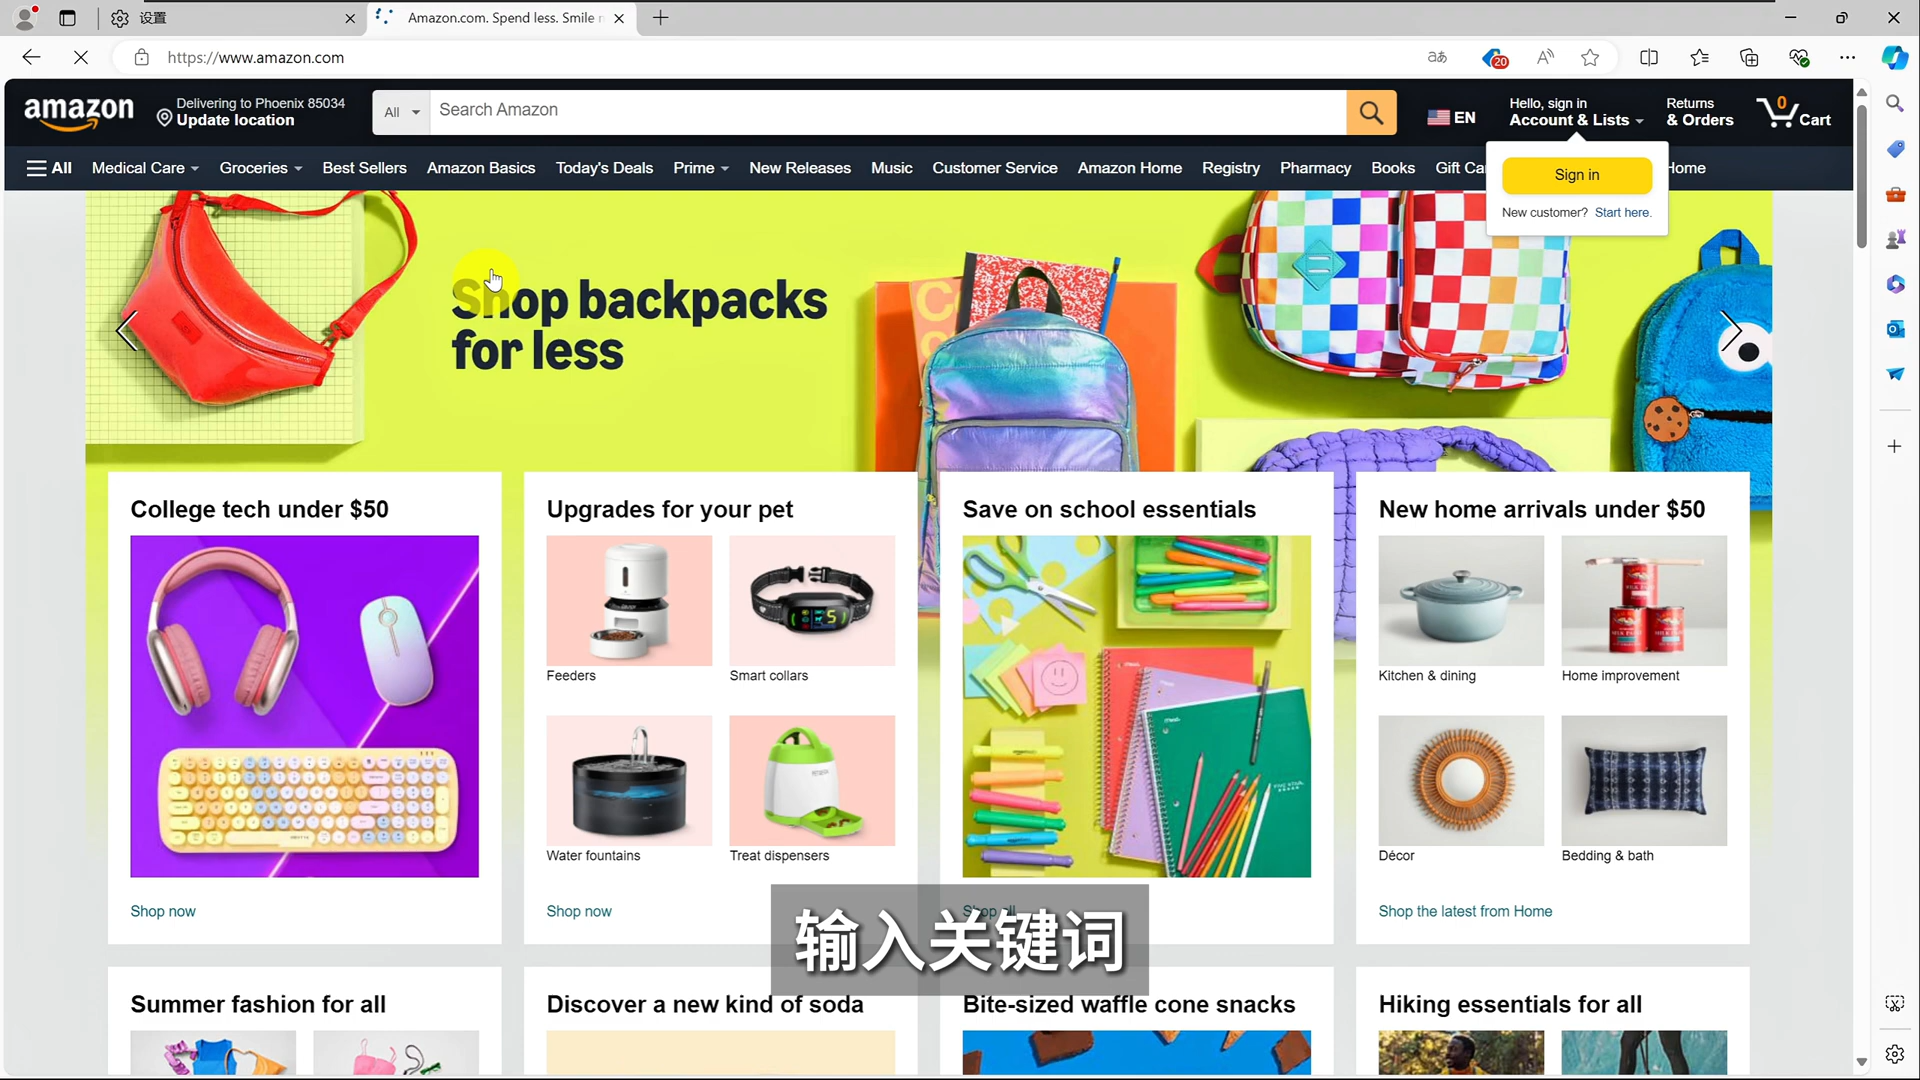 设置
Amazon.com. Spend less. Smile
https://www.amazon.com
20
amazon
Delivering to Phoenix 85034
Update location
All
Search Amazon
EN
Hello, sign in
Account & Lists
Returns
& Orders
0
Cart
All
Medical Care
Groceries
Best Sellers
Amazon Basics
Today's Deals
Prime
New Releases
Music
Customer Service
Amazon Home
Registry
Pharmacy
Books
Gift Ca
Home
Sign in
New customer? Start here.
Shop backpacks
for less
College tech under $50
Shop now
Upgrades for your pet
Feeders
Smart collars
Water fountains
Treat dispensers
Shop now
Save on school essentials
Shop all
New home arrivals under $50
Kitchen & dining
Home improvement
Décor
Bedding & bath
Shop the latest from Home
输入关键词
Summer fashion for all
Discover a new kind of soda
Bite-sized waffle cone snacks
Hiking essentials for all